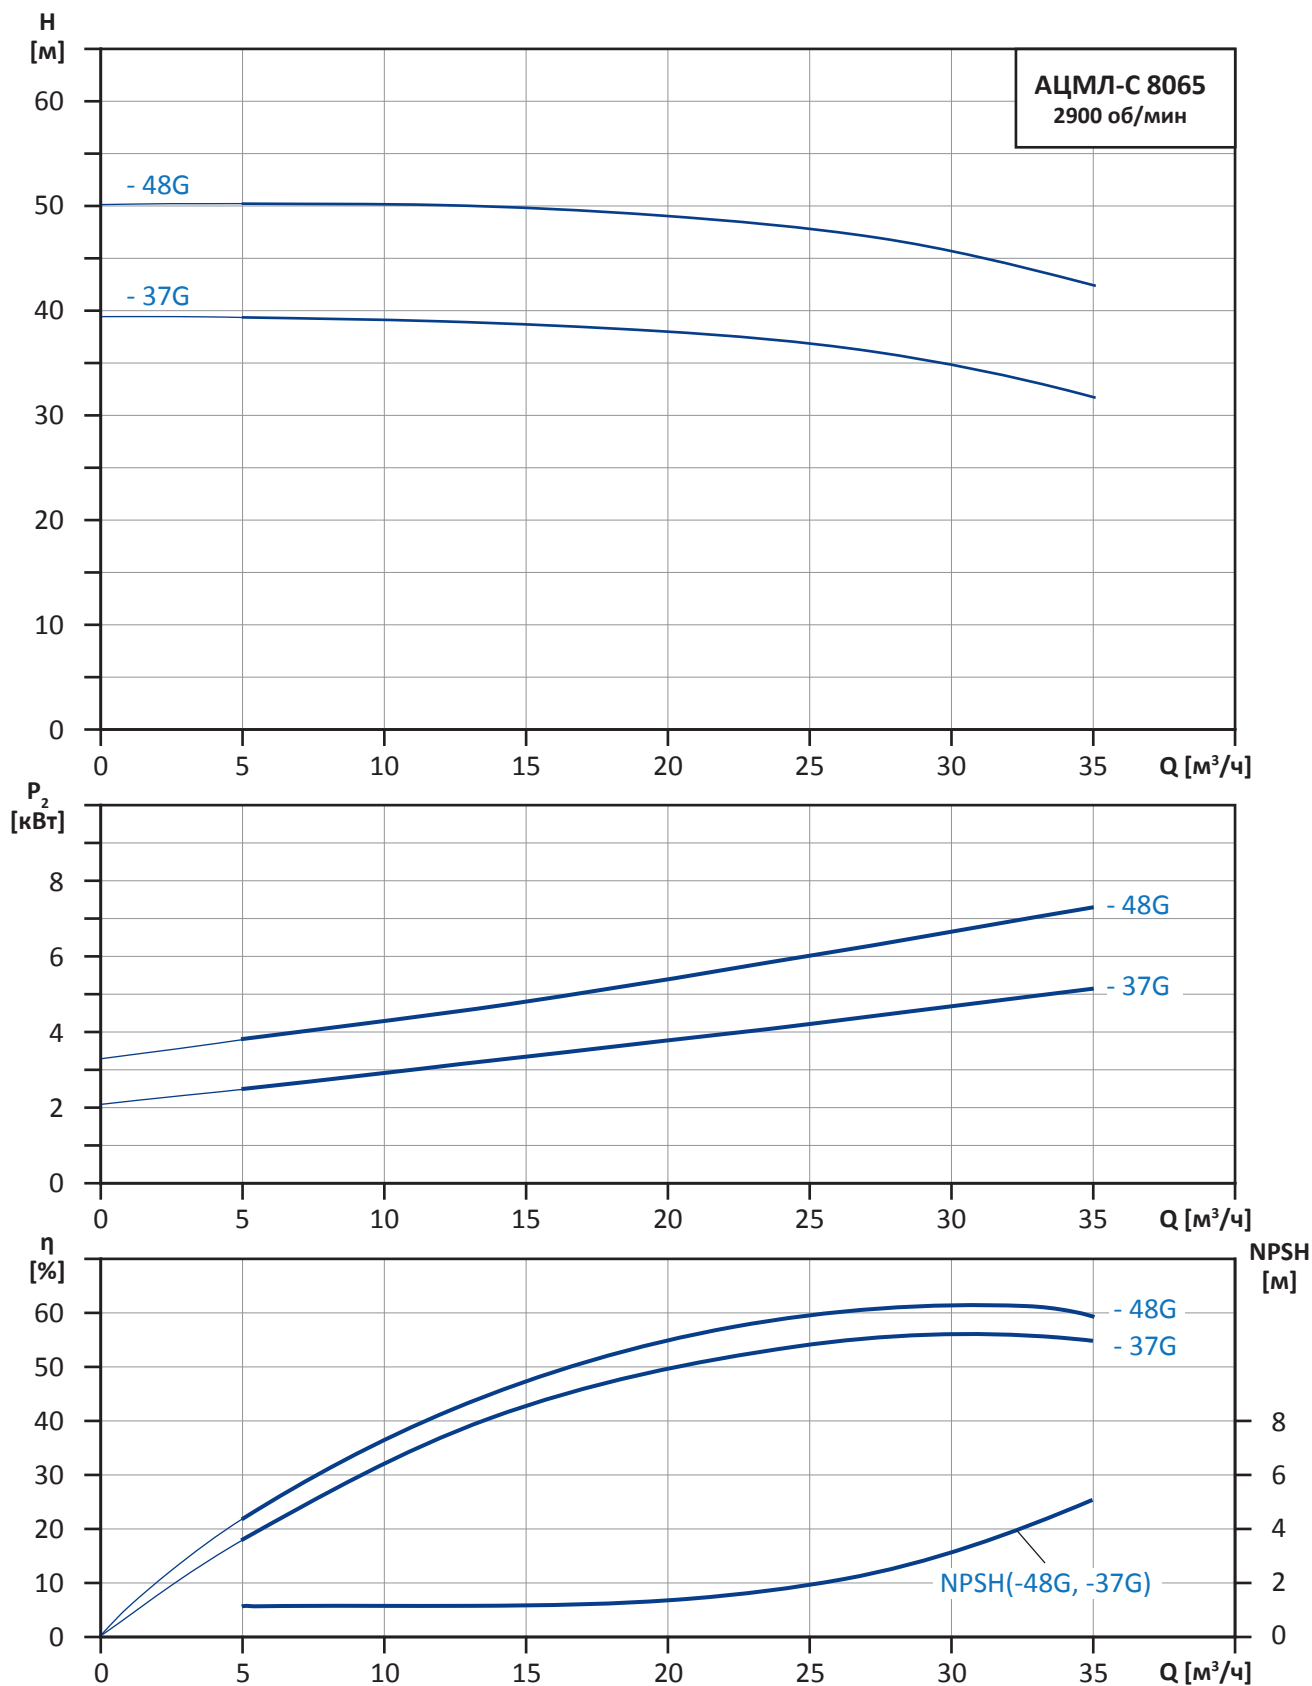 H
[м]
АЦМЛ-С 8065
2900 об/мин
60
- 48G
50
- 37G
40
30
20
10
0
0 5 10 15 20 25 30 35 Q [м³/ч]
P₂
[кВт]
8
- 48G
6
- 37G
4
2
0
0 5 10 15 20 25 30 35 Q [м³/ч]
η
[%]
NPSH
[м]
60
- 48G
- 37G
50
40 8
30 6
20 4
NPSH(-48G, -37G)
10 2
0 0
0 5 10 15 20 25 30 35 Q [м³/ч]